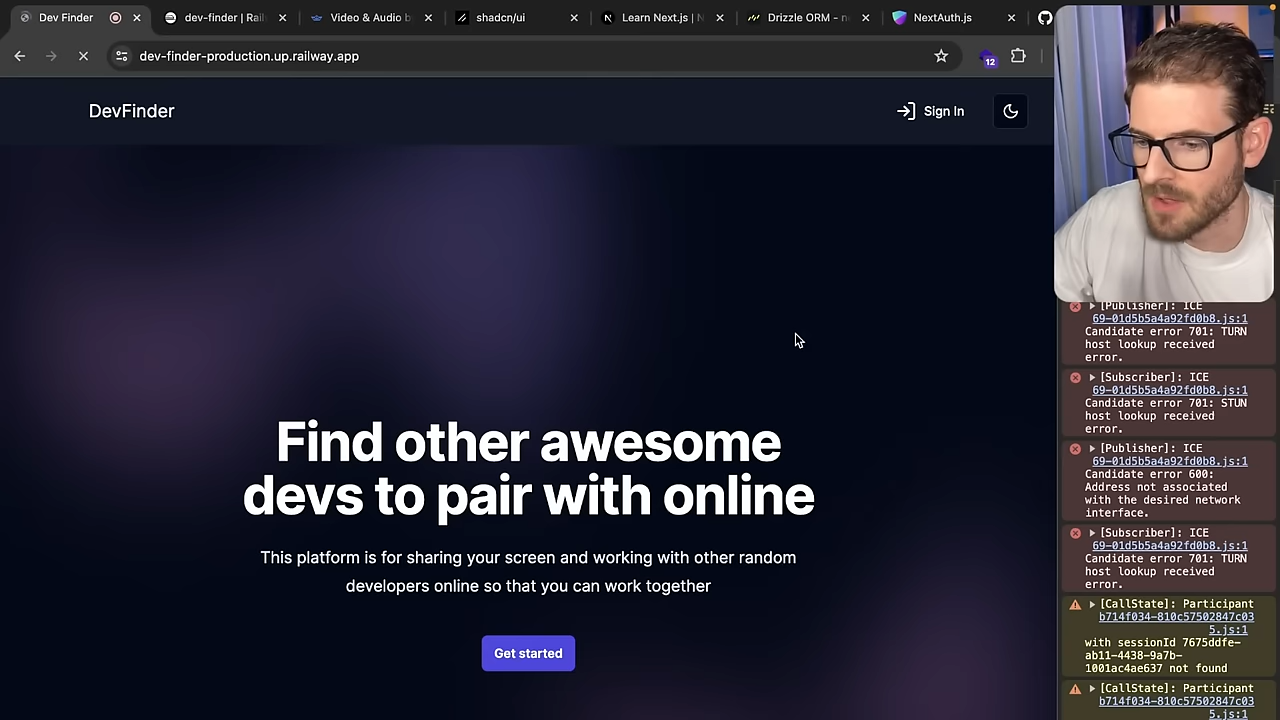 Dev Finder
dev-finder | Rail
Video & Audio b
shadcn/ui
Learn Next.js | N
Drizzle ORM - ne
NextAuth.js
dev-finder-production.up.railway.app
12
DevFinder
Sign In
Find other awesome
devs to pair with online
This platform is for sharing your screen and working with other random
developers online so that you can work together
Get started
[Publisher]: ICE
69-01d5b5a4a92fd0b8.js:1
Candidate error 701: TURN
host lookup received
error.
[Subscriber]: ICE
69-01d5b5a4a92fd0b8.js:1
Candidate error 701: STUN
host lookup received
error.
[Publisher]: ICE
69-01d5b5a4a92fd0b8.js:1
Candidate error 600:
Address not associated
with the desired network
interface.
[Subscriber]: ICE
69-01d5b5a4a92fd0b8.js:1
Candidate error 701: TURN
host lookup received
error.
[CallState]: Participant
b714f034-810c57502847c03
5.js:1
with sessionId 7675ddfe-
ab11-4438-9a7b-
1001ac4ae637 not found
[CallState]: Participant
b714f034-810c57502847c03
5.js:1